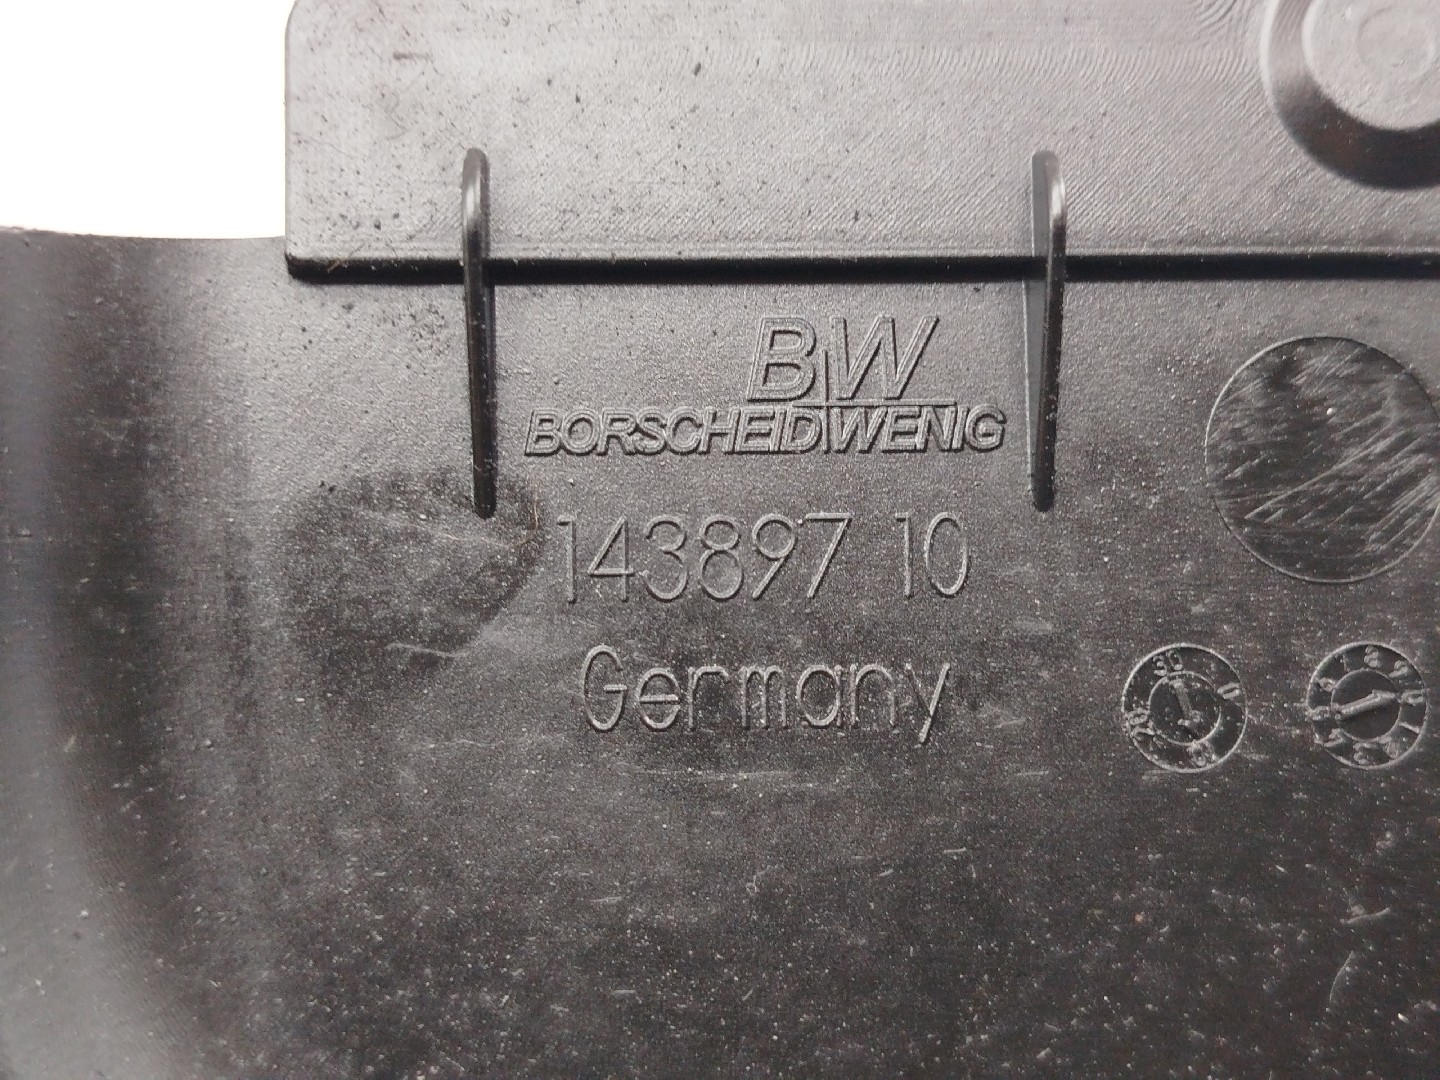 BW
BORSCHEIDWENIG
143897 10
Germany